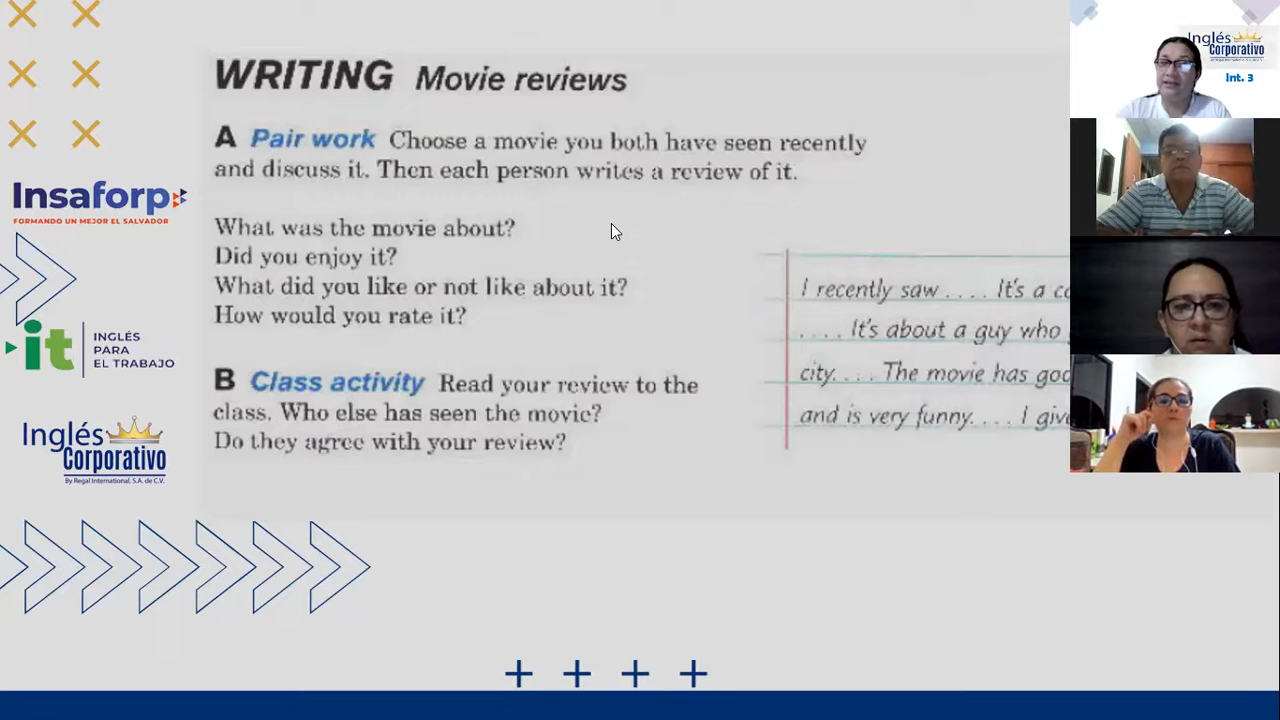 WRITING Movie reviews
A Pair work Choose a movie you both have seen recently
and discuss it. Then each person writes a review of it.
What was the movie about?
Did you enjoy it?
What did you like or not like about it?
How would you rate it?
B Class activity Read your review to the
class. Who else has seen the movie?
Do they agree with your review?
I recently saw .... It's a co
.... It's about a guy who
city.... The movie has goo
and is very funny.... I give
Insaforp
FORMANDO UN MEJOR EL SALVADOR
it INGLÉS
PARA
EL TRABAJO
Inglés
Corporativo
By Regal International, S.A. de C.V.
Inglés
Corporativo
Int. 3